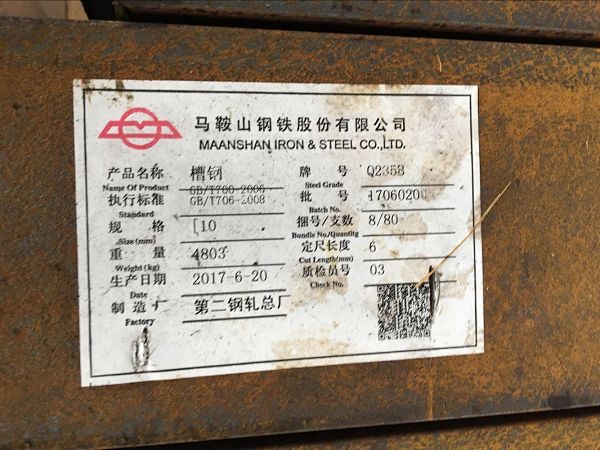 马鞍山钢铁股份有限公司
MAANSHAN IRON & STEEL CO.,LTD.
产品名称 槽钢 牌号 Q235B
Name Of Product GB/T700-2006 Steel Grade
执行标准 GB/T706-2008 批号 17060200
Standard Batch No.
规格 [10 捆号/支数 8/80
Size(mm) Bundle No./Quantitg
重量 4803 定尺长度 6
Weight(kg) Cut Length(mm)
生产日期 2017-6-20 质检员号 03
Date Check No.
制造厂 第二钢轧总厂
Factory